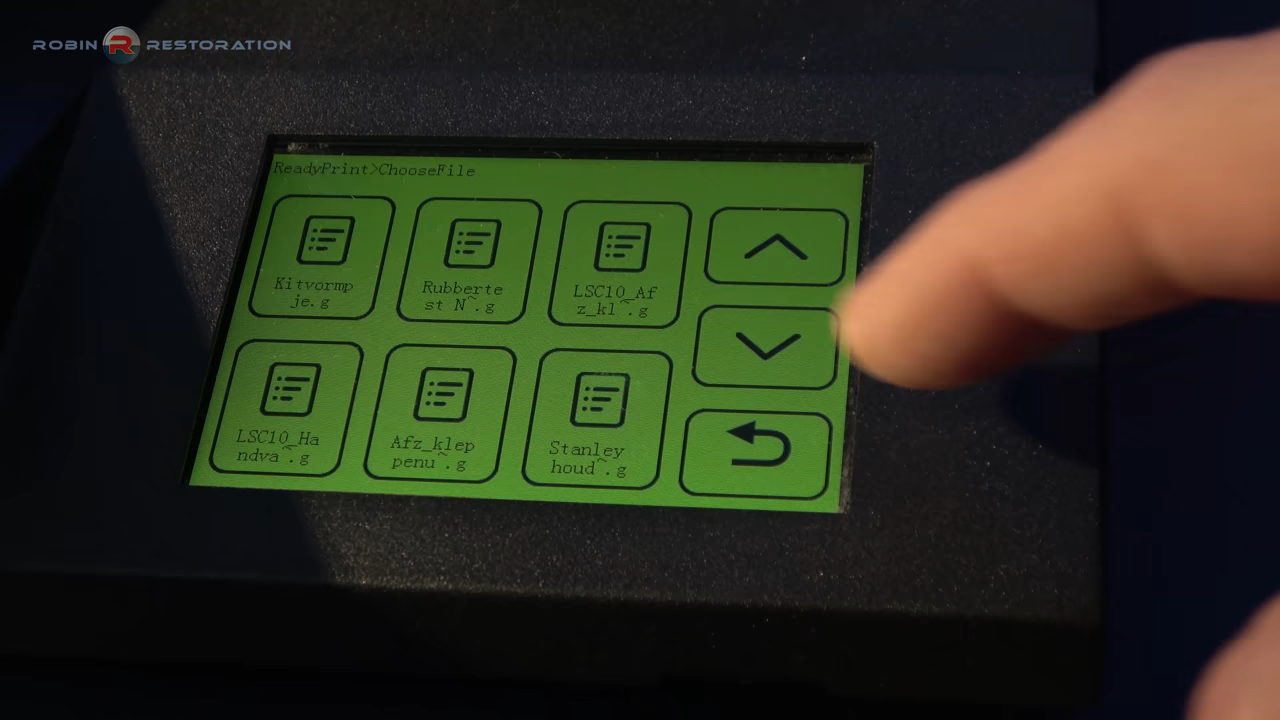 ROBIN R RESTORATION
ReadyPrint>ChooseFile
Kitvormp
je.g
Rubberte
st N~.g
LSC10_Af
z_kl~.g
LSC10_Ha
ndva~.g
Afz_klep
penu~.g
Stanley
houd~.g